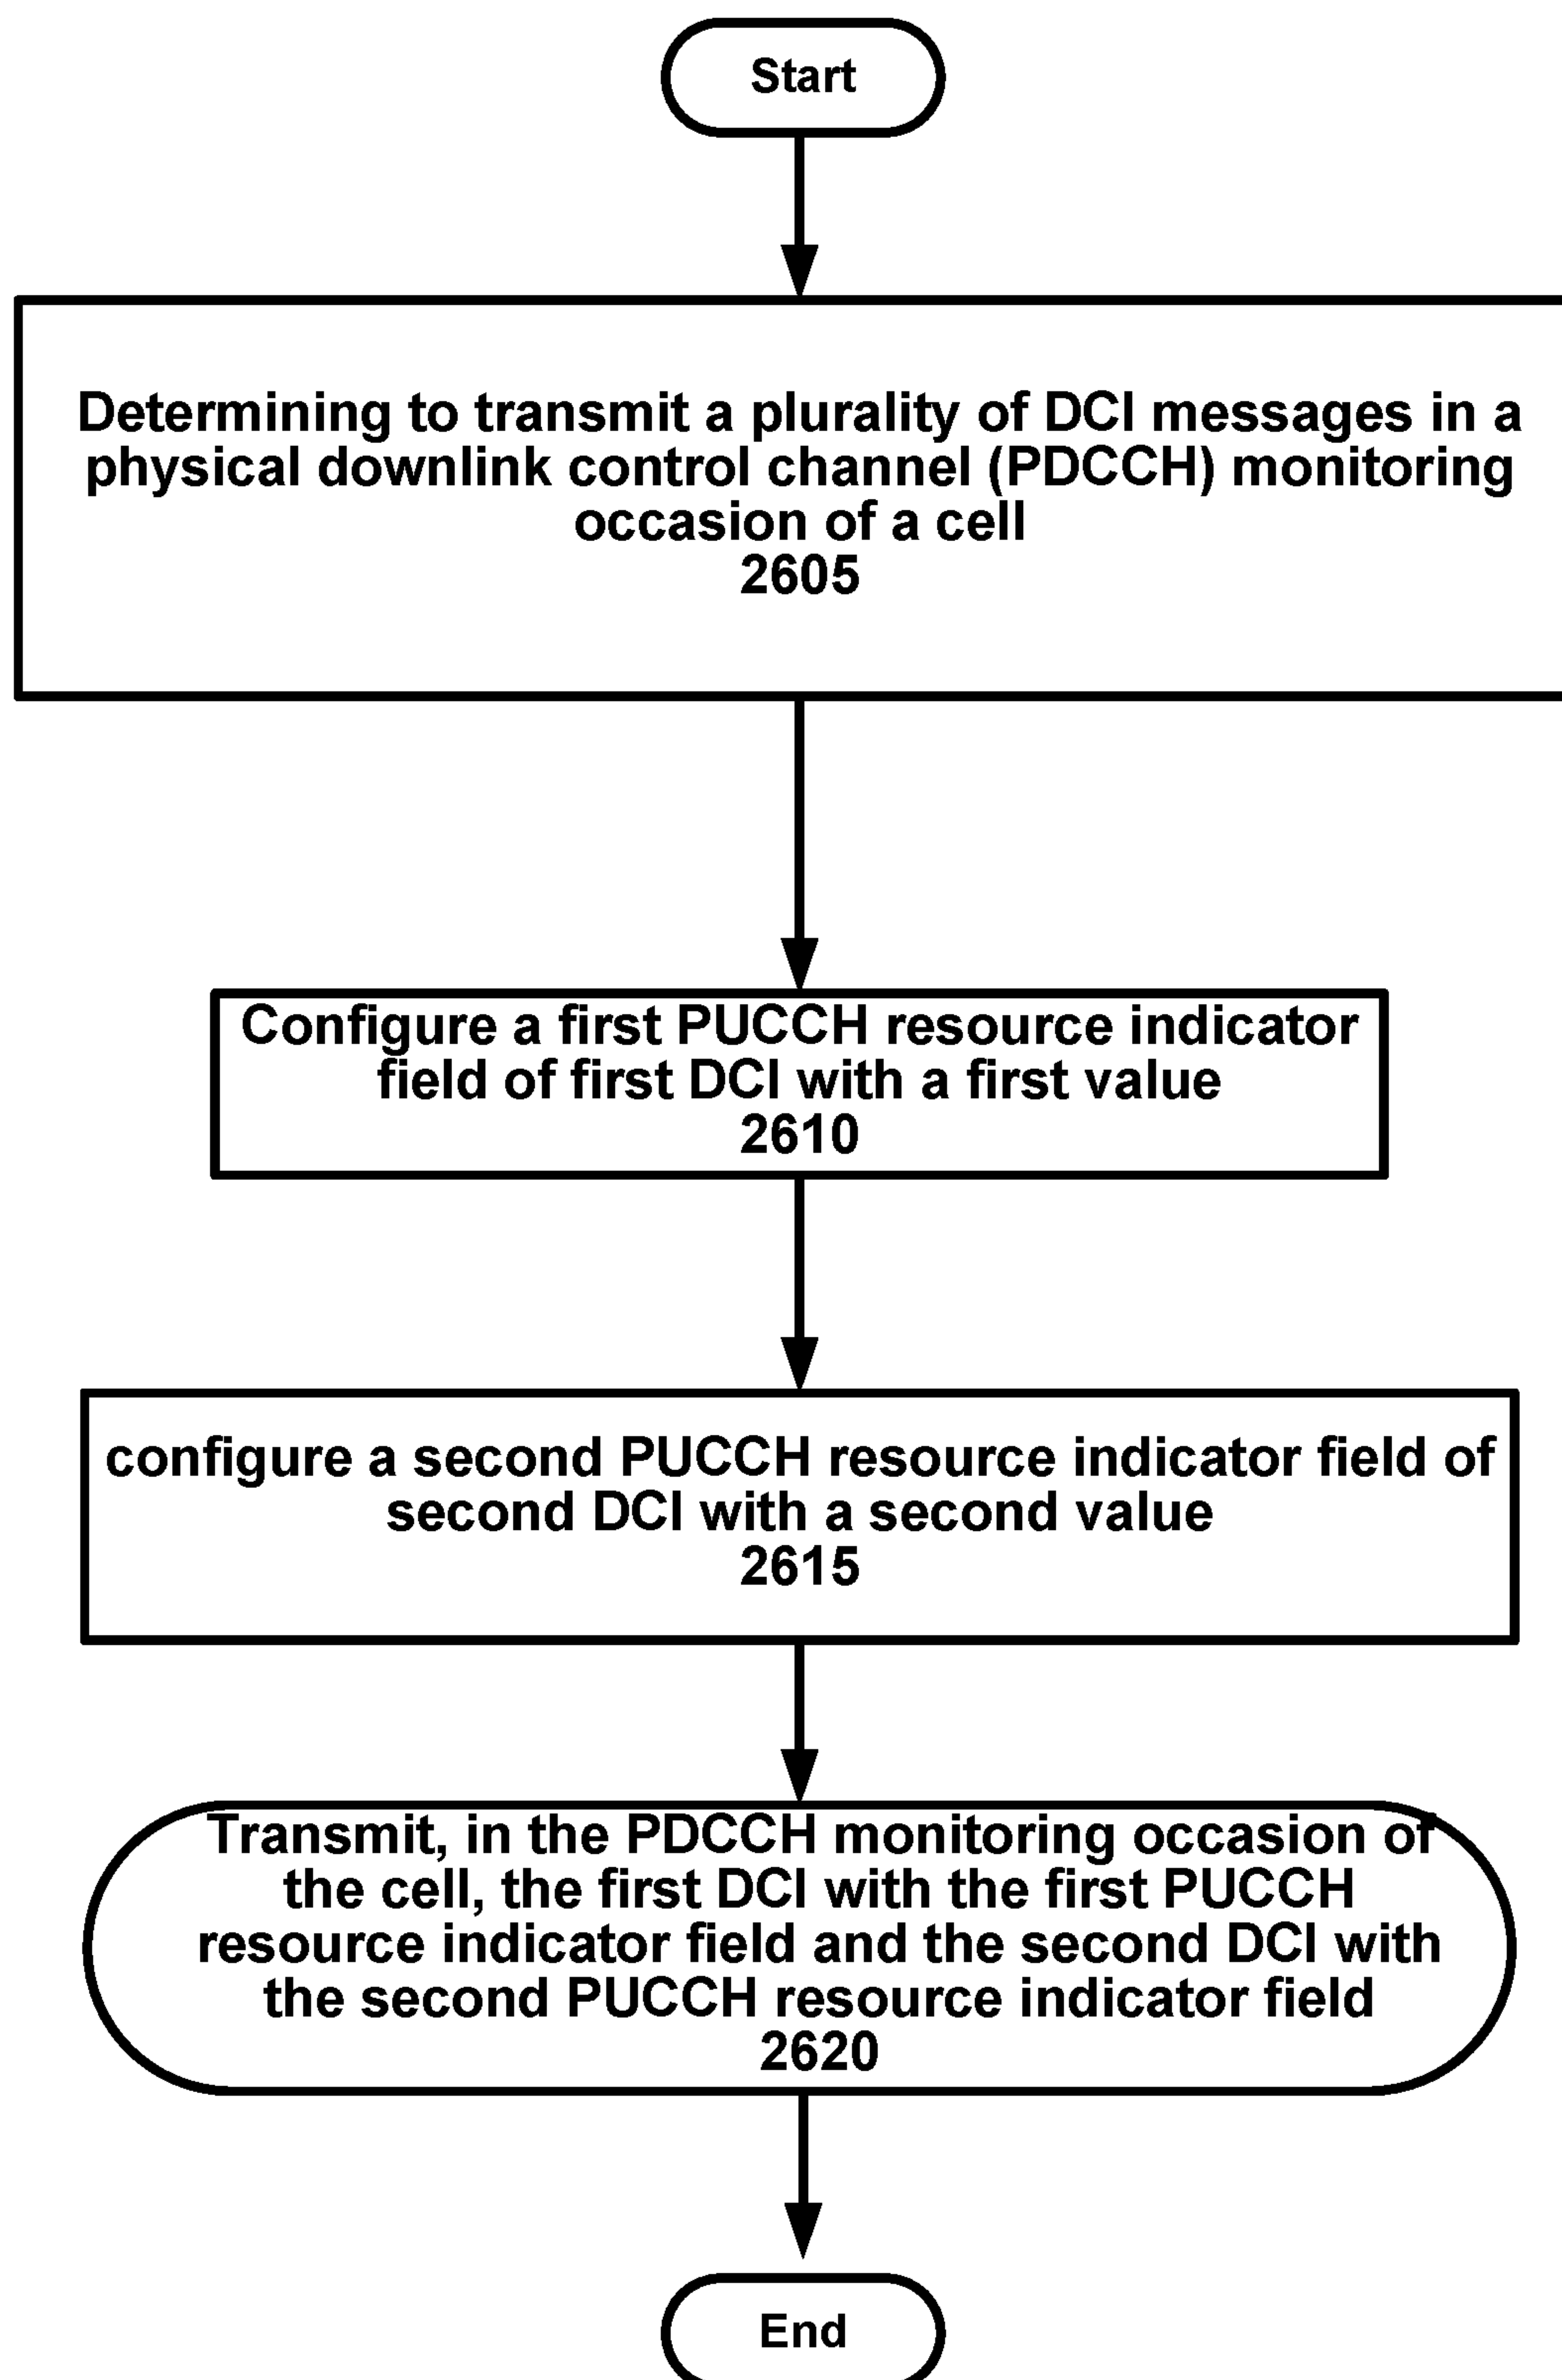 Start
Determining to transmit a plurality of DCI messages in a
physical downlink control channel (PDCCH) monitoring
occasion of a cell
2605
Configure a first PUCCH resource indicator
field of first DCI with a first value
2610
configure a second PUCCH resource indicator field of
second DCI with a second value
2615
Transmit, in the PDCCH monitoring occasion of
the cell, the first DCI with the first PUCCH
resource indicator field and the second DCI with
the second PUCCH resource indicator field
2620
End